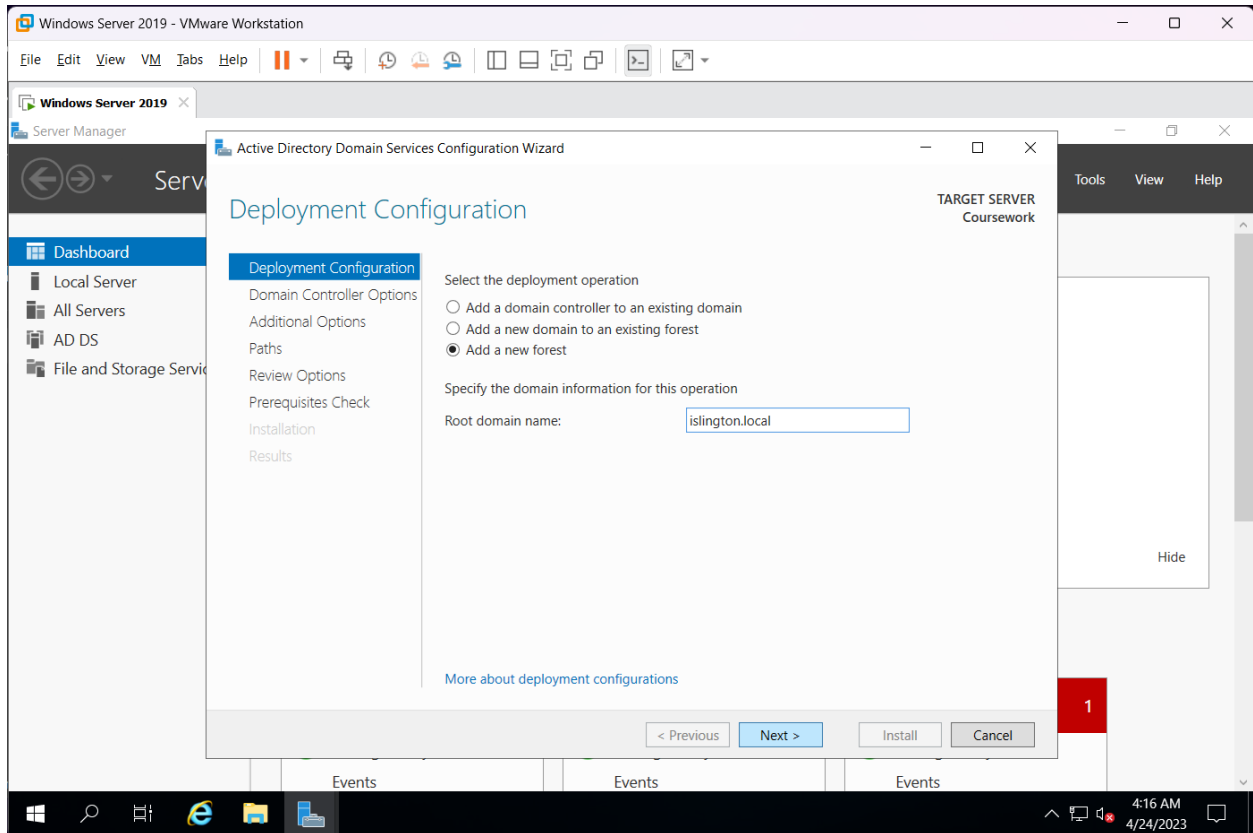 Windows Server 2019 - VMware Workstation
File Edit View VM Tabs Help
Windows Server 2019
Server Manager
Active Directory Domain Services Configuration Wizard
Serv
Tools View Help
Deployment Configuration
TARGET SERVER
Coursework
Dashboard
Local Server
All Servers
AD DS
File and Storage Servic
Deployment Configuration
Domain Controller Options
Additional Options
Paths
Review Options
Prerequisites Check
Installation
Results
Select the deployment operation
Add a domain controller to an existing domain
Add a new domain to an existing forest
Add a new forest
Specify the domain information for this operation
Root domain name: islington.local
Hide
More about deployment configurations
1
< Previous Next > Install Cancel
Events Events Events
4:16 AM
4/24/2023